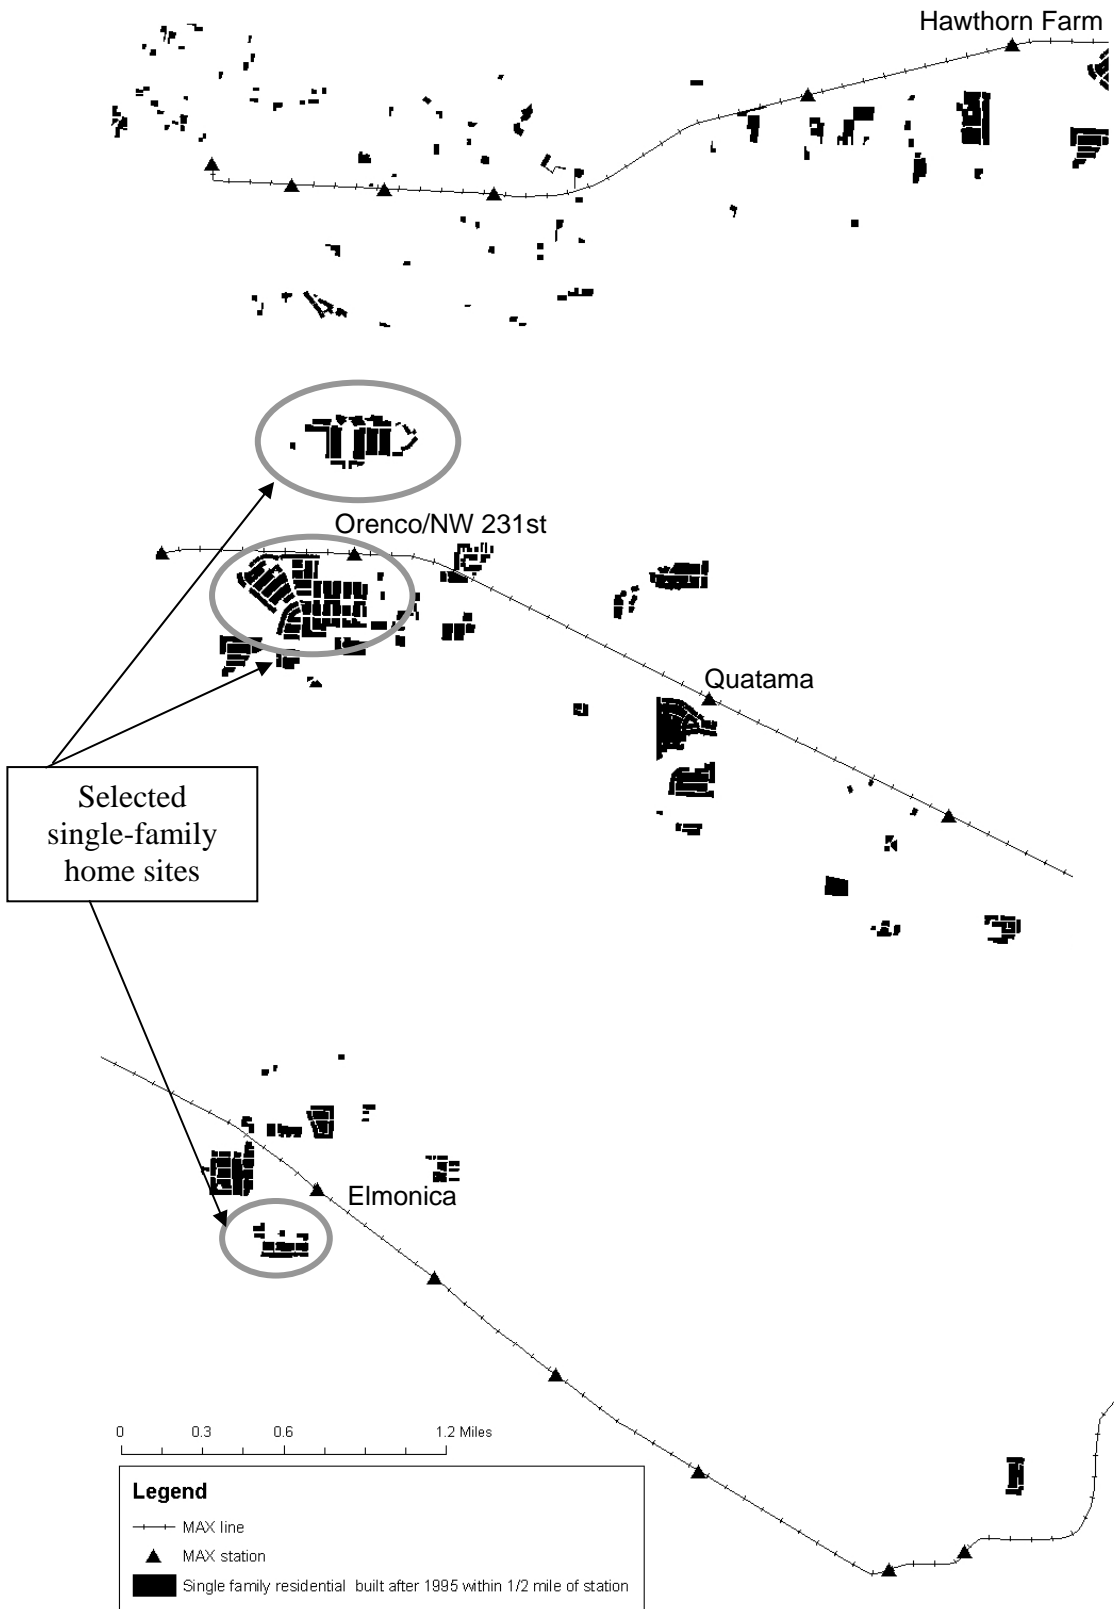 Hawthorn Farm
Orenco/NW 231st
Quatama
Selected
single-family
home sites
Elmonica
0 0.3 0.6 1.2 Miles
Legend
MAX line
MAX station
Single family residential built after 1995 within 1/2 mile of station